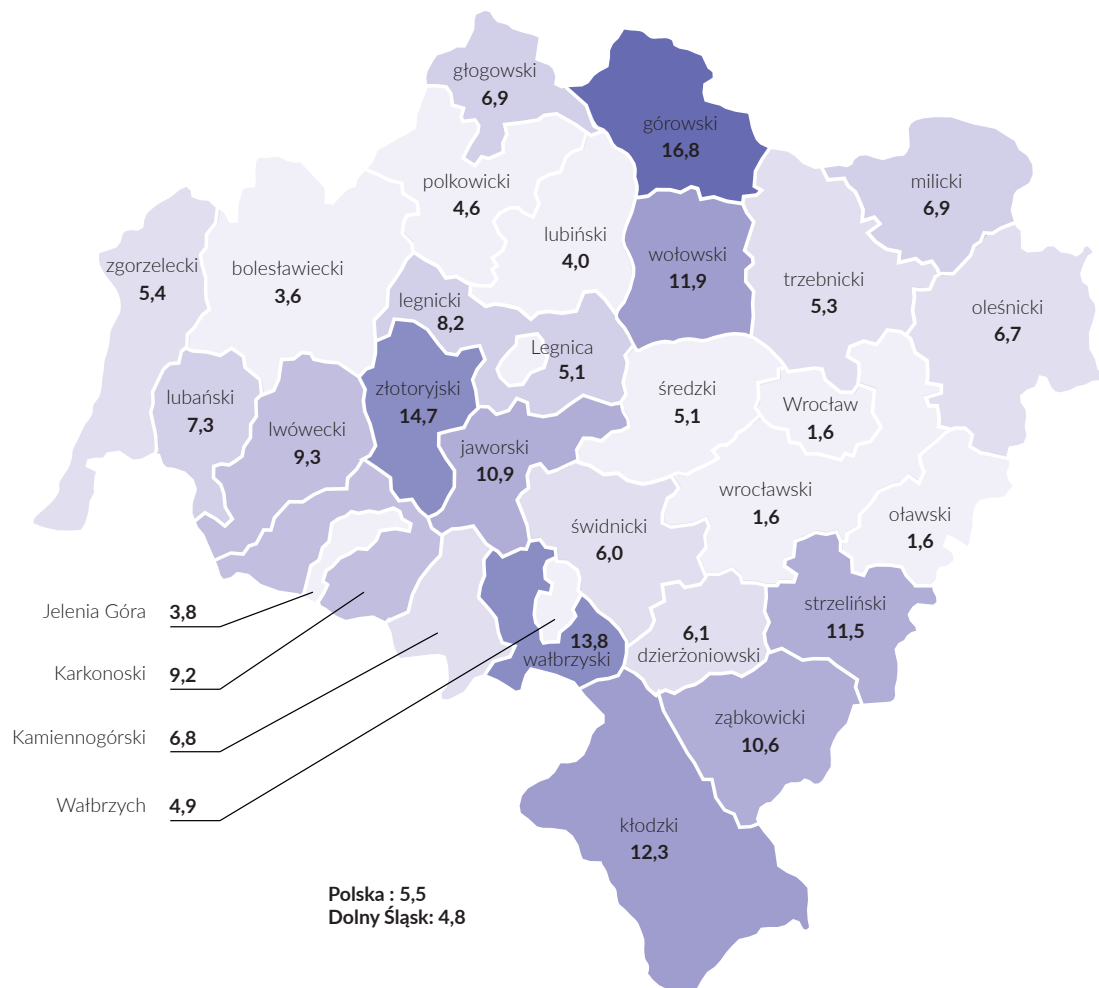 głogowski
6,9
górowski
16,8
milicki
6,9
polkowicki
4,6
lubiński
4,0
wołowski
11,9
trzebnicki
5,3
zgorzelecki
5,4
bolesławiecki
3,6
oleśnicki
6,7
legnicki
8,2
Legnica
5,1
złotoryjski
14,7
średzki
5,1
Wrocław
1,6
lubański
7,3
lwówecki
9,3
jaworski
10,9
wrocławski
1,6
oławski
1,6
świdnicki
6,0
strzeliński
11,5
6,1
dzierżoniowski
13,8
wałbrzyski
Jelenia Góra 3,8
Karkonoski 9,2
Kamiennogórski 6,8
Wałbrzych 4,9
ząbkowicki
10,6
kłodzki
12,3
Polska : 5,5
Dolny Śląsk: 4,8